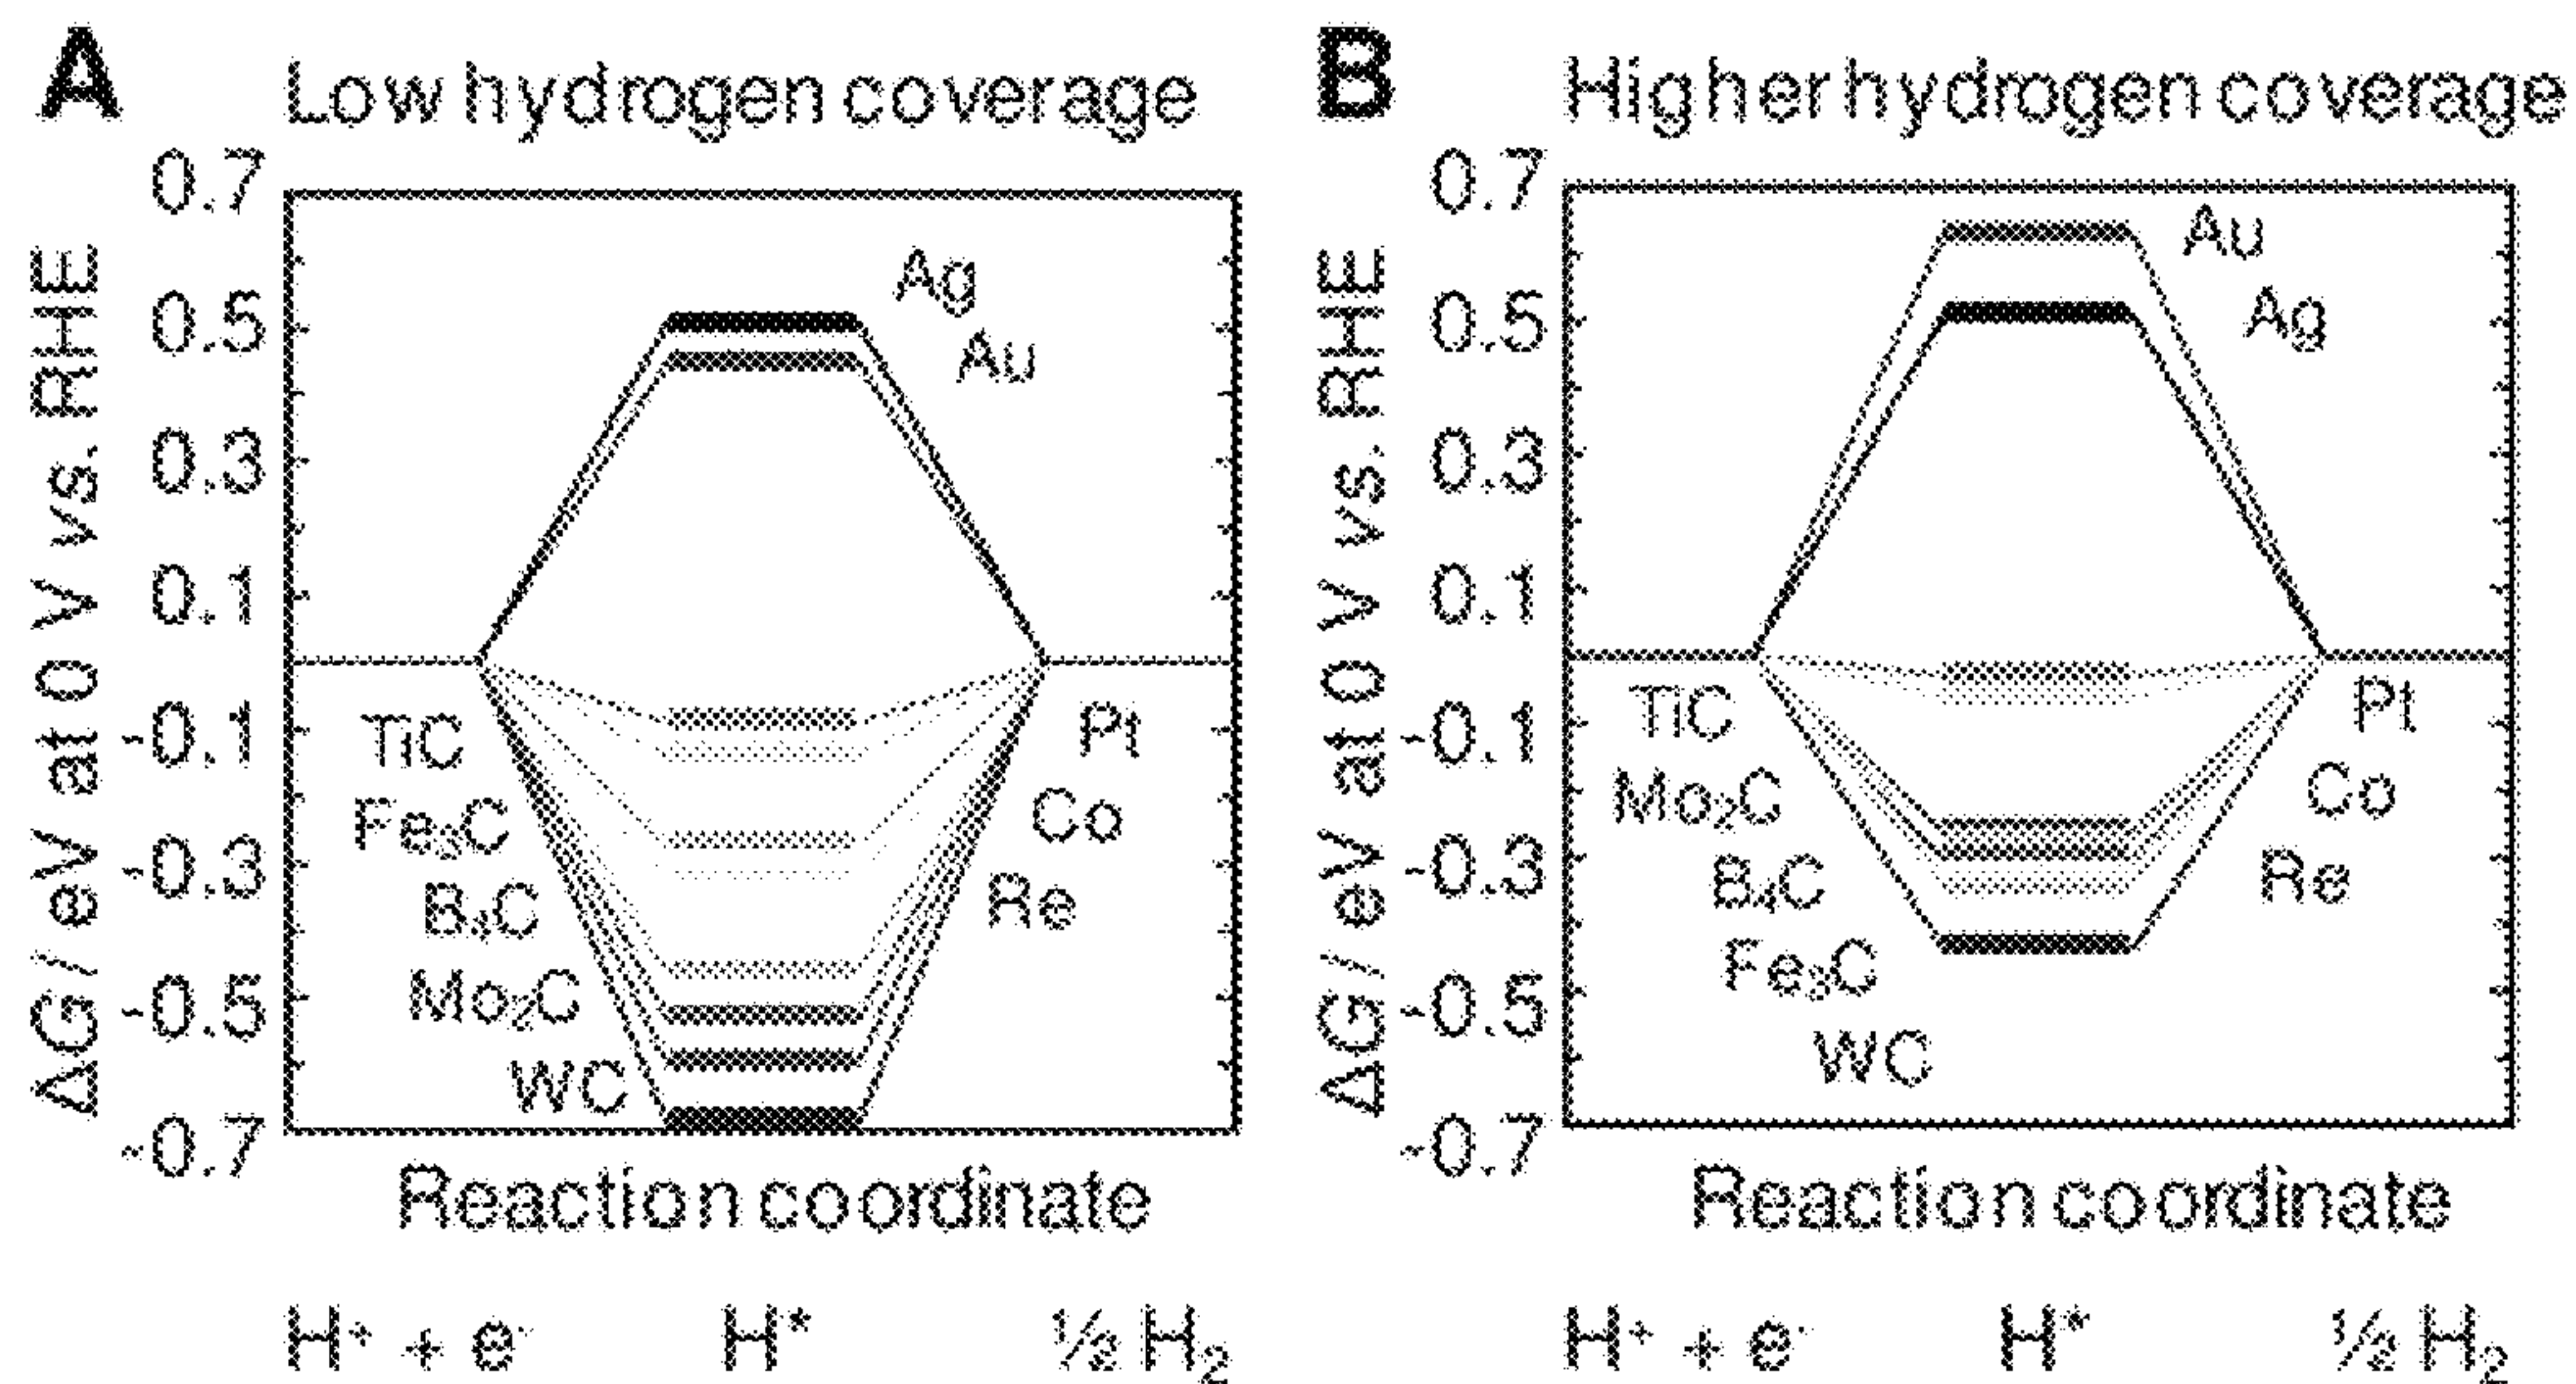 A
Low hydrogen coverage
ΔG / eV at 0 V vs. RHE
0.7
0.5
0.3
0.1
-0.1
-0.3
-0.5
-0.7
Ag
Au
TiC
Fe₃C
B₄C
Mo₂C
WC
Pt
Co
Re
Reaction coordinate
H⁺ + e⁻ H* ½ H₂
B
Higher hydrogen coverage
ΔG / eV at 0 V vs. RHE
0.7
0.5
0.3
0.1
-0.1
-0.3
-0.5
-0.7
Au
Ag
TiC
Mo₂C
B₄C
Fe₃C
WC
Pt
Co
Re
Reaction coordinate
H⁺ + e⁻ H* ½ H₂